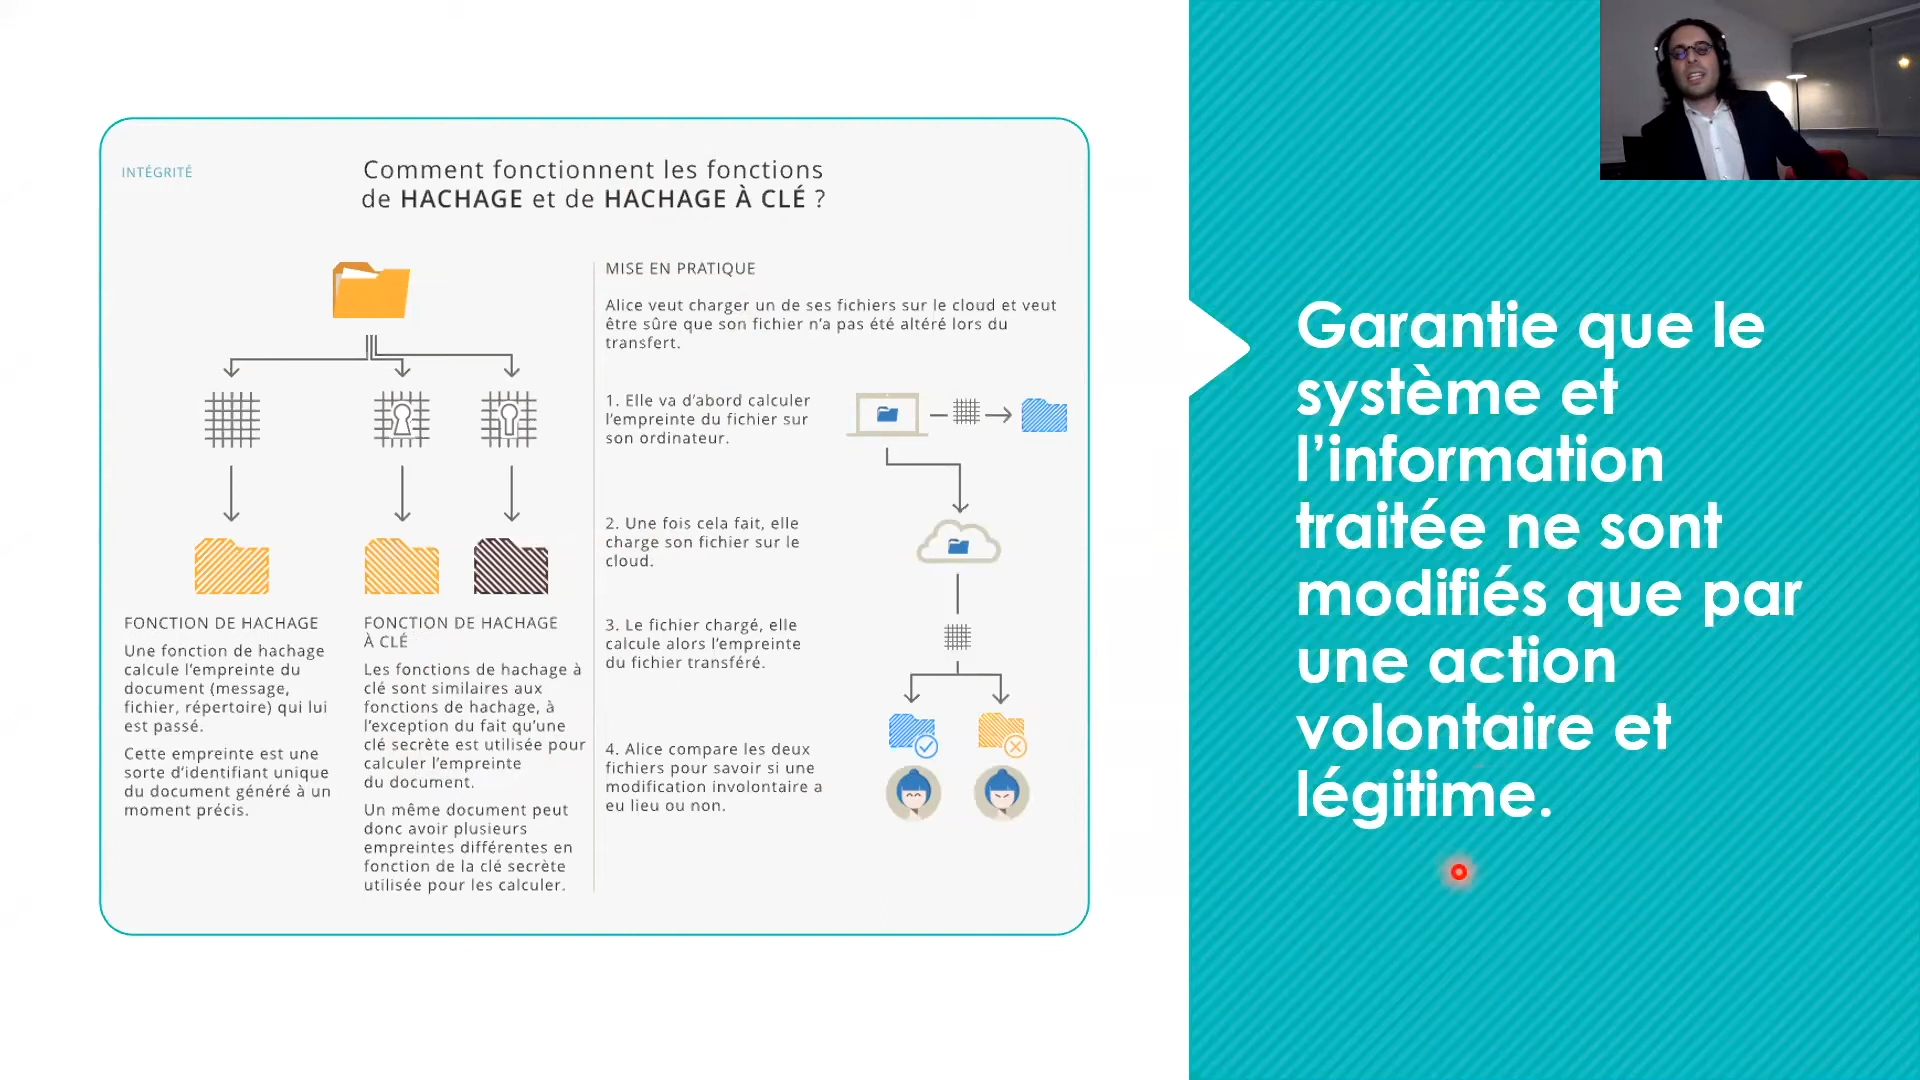 INTÉGRITÉ
Comment fonctionnent les fonctions
de HACHAGE et de HACHAGE À CLÉ ?
FONCTION DE HACHAGE
Une fonction de hachage
calcule l’empreinte du
document (message,
fichier, répertoire) qui lui
est passé.
Cette empreinte est une
sorte d’identifiant unique
du document généré à un
moment précis.
FONCTION DE HACHAGE
À CLÉ
Les fonctions de hachage à
clé sont similaires aux
fonctions de hachage, à
l’exception du fait qu’une
clé secrète est utilisée pour
calculer l’empreinte
du document.
Un même document peut
donc avoir plusieurs
empreintes différentes en
fonction de la clé secrète
utilisée pour les calculer.
MISE EN PRATIQUE
Alice veut charger un de ses fichiers sur le cloud et veut
être sûre que son fichier n’a pas été altéré lors du
transfert.
1. Elle va d’abord calculer
l’empreinte du fichier sur
son ordinateur.
2. Une fois cela fait, elle
charge son fichier sur le
cloud.
3. Le fichier chargé, elle
calcule alors l’empreinte
du fichier transféré.
4. Alice compare les deux
fichiers pour savoir si une
modification involontaire a
eu lieu ou non.
Garantie que le
système et
l’information
traitée ne sont
modifiés que par
une action
volontaire et
légitime.